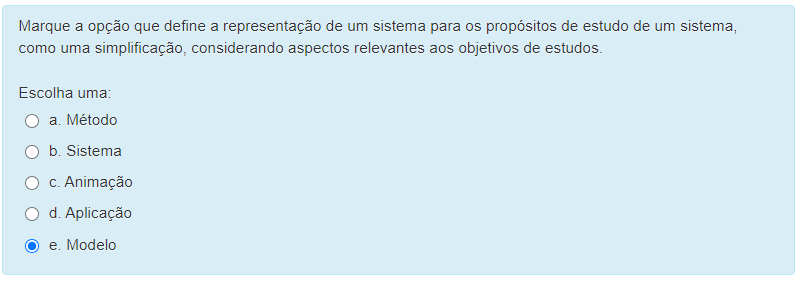 Marque a opção que define a representação de um sistema para os propósitos de estudo de um sistema,
como uma simplificação, considerando aspectos relevantes aos objetivos de estudos.
Escolha uma:
a. Método
b. Sistema
c. Animação
d. Aplicação
e. Modelo